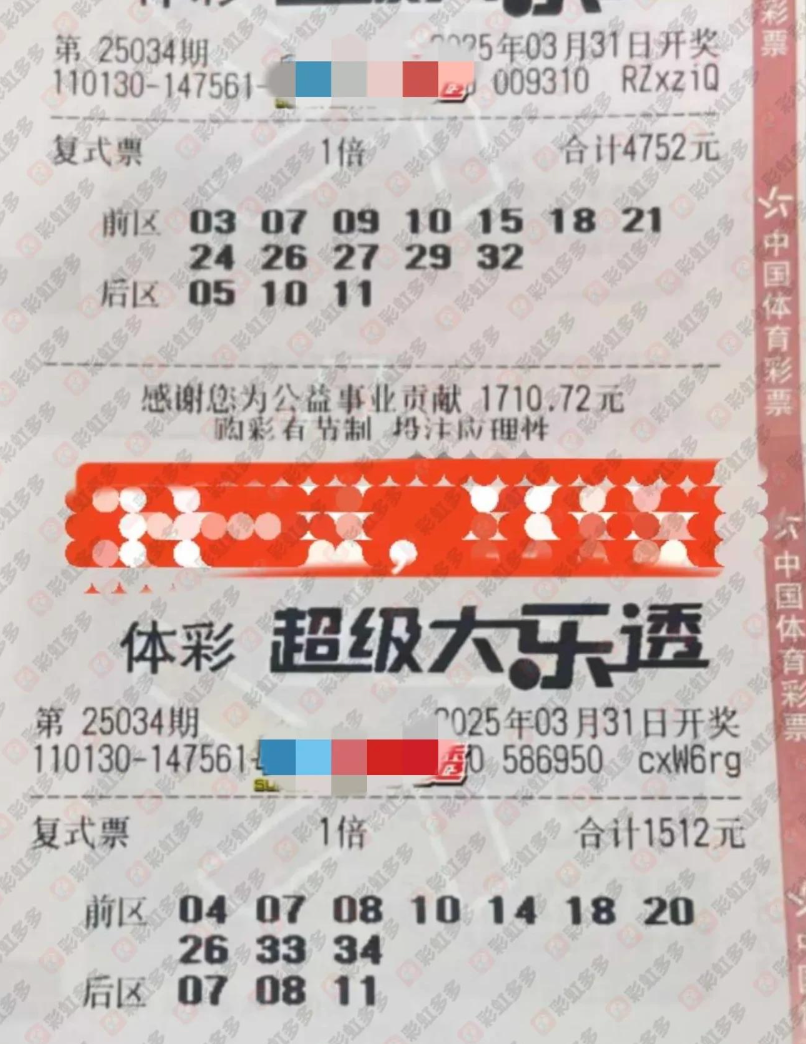 第 25034期 2025年03月31日开奖
110130-147561- 009310 RZxziQ
复式票 1倍 合计4752元
前区 03 07 09 10 15 18 21
24 26 27 29 32
后区 05 10 11
感谢您为公益事业贡献 1710.72元
购彩有节制 投注应理性
体彩 超级大乐透
第 25034期 2025年03月31日开奖
110130-147561- 0 586950 cxW6rg
复式票 1倍 合计1512元
前区 04 07 08 10 14 18 20
26 33 34
后区 07 08 11
彩票
中国体育彩票
中国体育彩票
彩虹多多